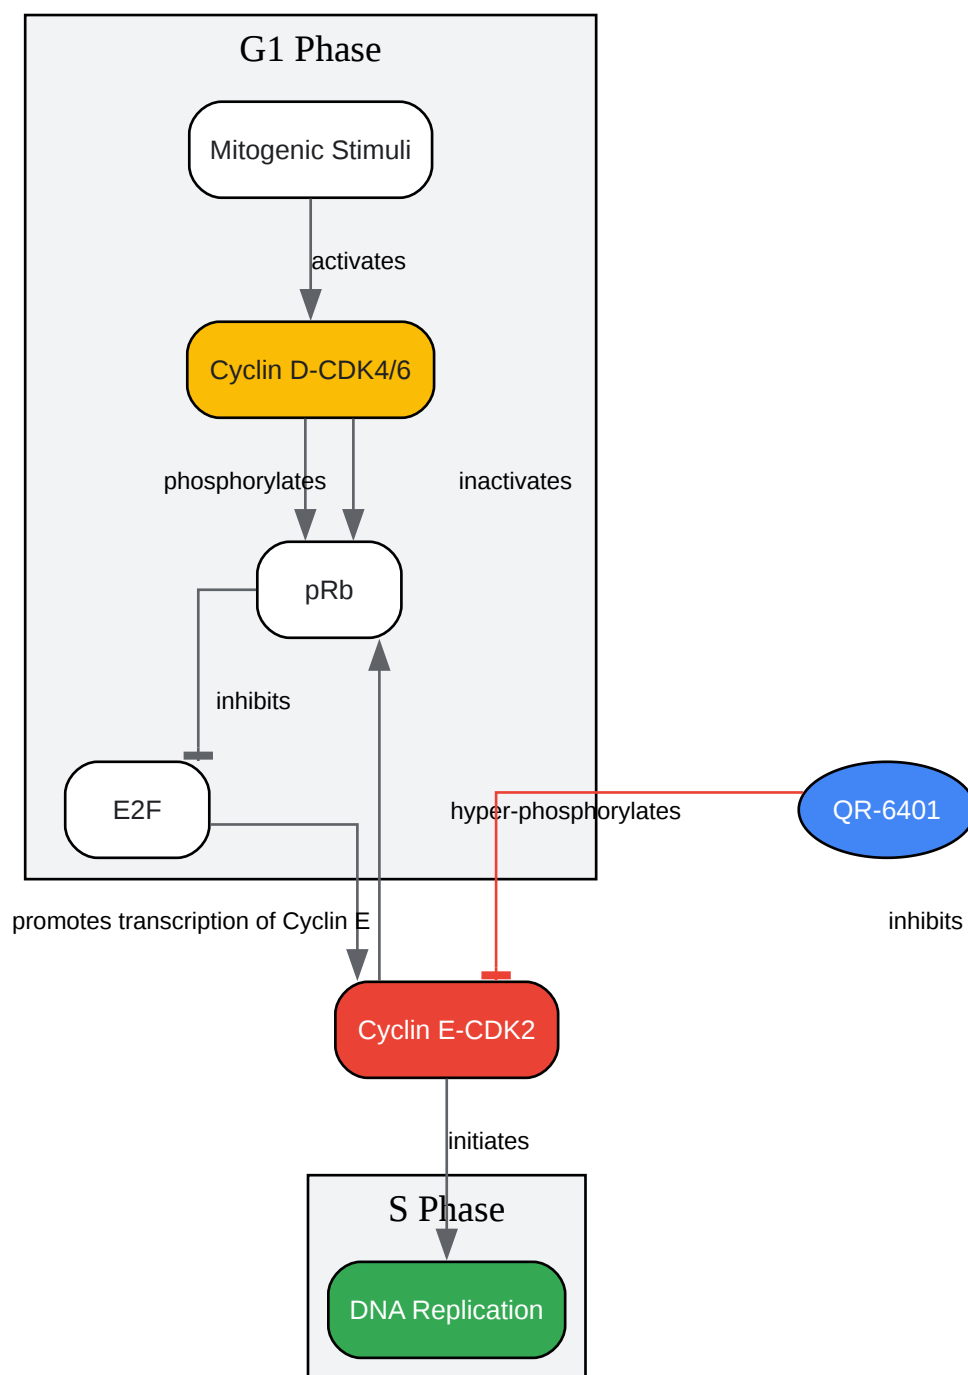 G1 Phase
Mitogenic Stimuli
activates
Cyclin D-CDK4/6
phosphorylates
inactivates
pRb
inhibits
E2F
hyper-phosphorylates
QR-6401
promotes transcription of Cyclin E
inhibits
Cyclin E-CDK2
initiates
S Phase
DNA Replication